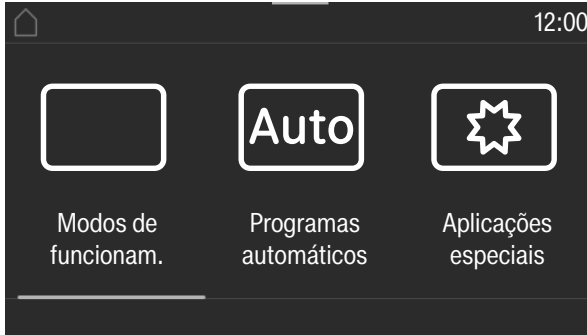 12:00
Auto
Modos de
funcionam.
Programas
automáticos
Aplicações
especiais